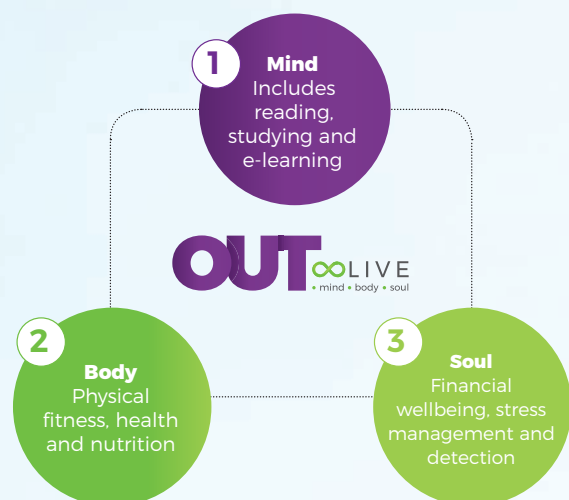 1
Mind
Includes
reading,
studying and
e-learning
OUT LIVE
• mind • body • soul
2
Body
Physical
fitness, health
and nutrition
3
Soul
Financial
wellbeing, stress
management and
detection